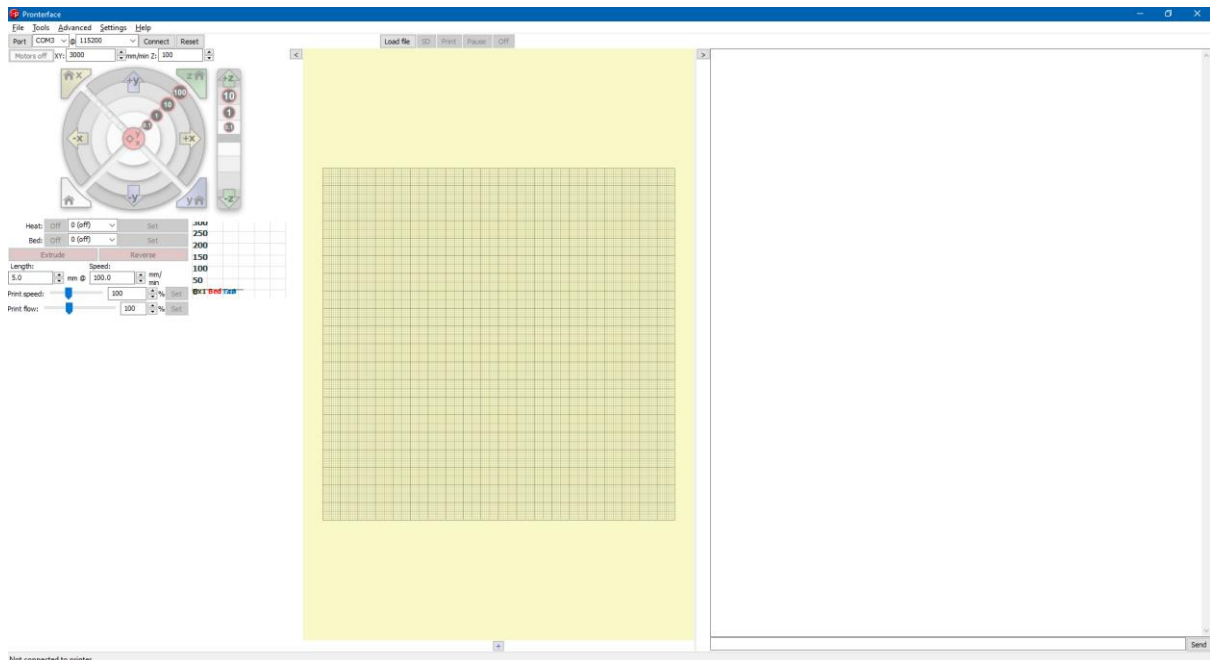 Pronterface
File Tools Advanced Settings Help
Port COM3 @ 115200 Connect Reset Load file SD Print Pause Off
Motors off XY: 3000 mm/min Z: 100 < >
X +y z +Z
100 10
10 1
1 0.1
0.1
-X y x +X
-y y -Z
Heat: Off 0 (off) Set 300
Bed: Off 0 (off) Set 250
200
Extrude Reverse 150
Length: Speed: 100
5.0 mm @ 100.0 mm/min 50
Print speed: 100 % Set Ex1 Bed Fan
Print flow: 100 % Set
+ Send
Not connected to printer